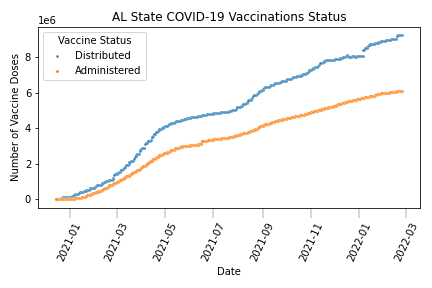 AL State COVID-19 Vaccinations Status
1e6
Vaccine Status
Distributed
Administered
Number of Vaccine Doses
8
6
4
2
0
2021-01
2021-03
2021-05
2021-07
2021-09
2021-11
2022-01
2022-03
Date